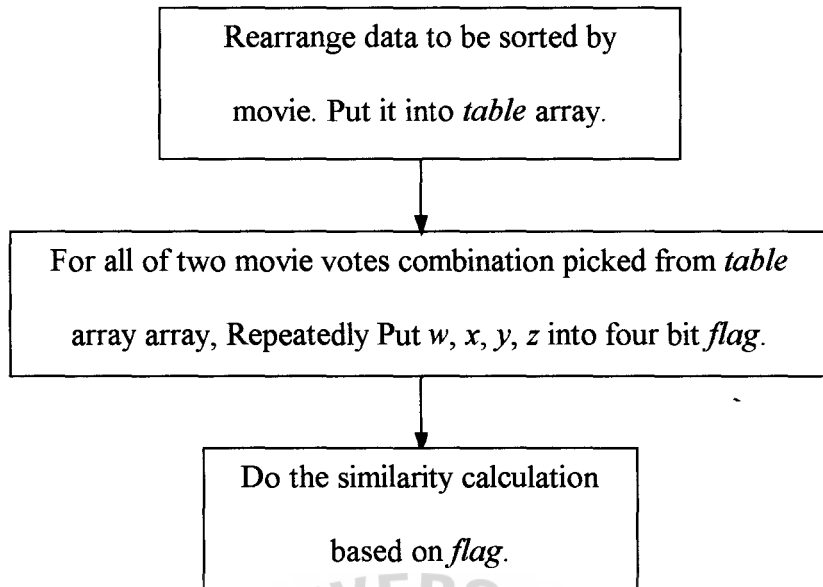 Rearrange data to be sorted by
movie. Put it into table array.
For all of two movie votes combination picked from table
array array, Repeatedly Put w, x, y, z into four bit flag.
Do the similarity calculation
based on flag.